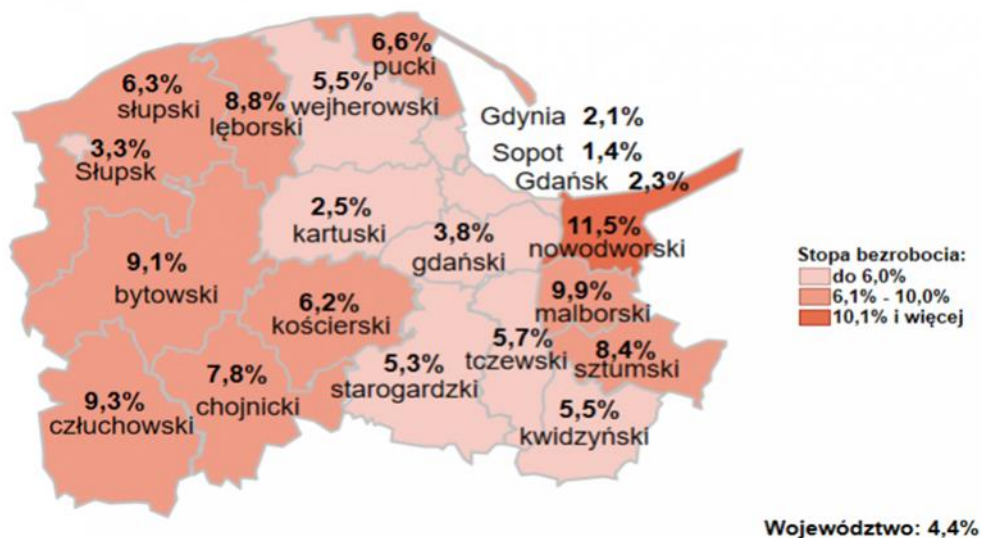 6,6%
pucki
6,3%
słupski
8,8%
lęborski
5,5%
wejherowski
Gdynia 2,1%
Sopot 1,4%
Gdańsk 2,3%
3,3%
Słupsk
2,5%
kartuski
3,8%
gdański
11,5%
nowodworski
9,1%
bytowski
6,2%
kościerski
9,9%
malborski
5,7%
tczewski
8,4%
sztumski
5,3%
starogardzki
7,8%
chojnicki
9,3%
człuchowski
5,5%
kwidzyński
Stopa bezrobocia:
do 6,0%
6,1% - 10,0%
10,1% i więcej
Województwo: 4,4%